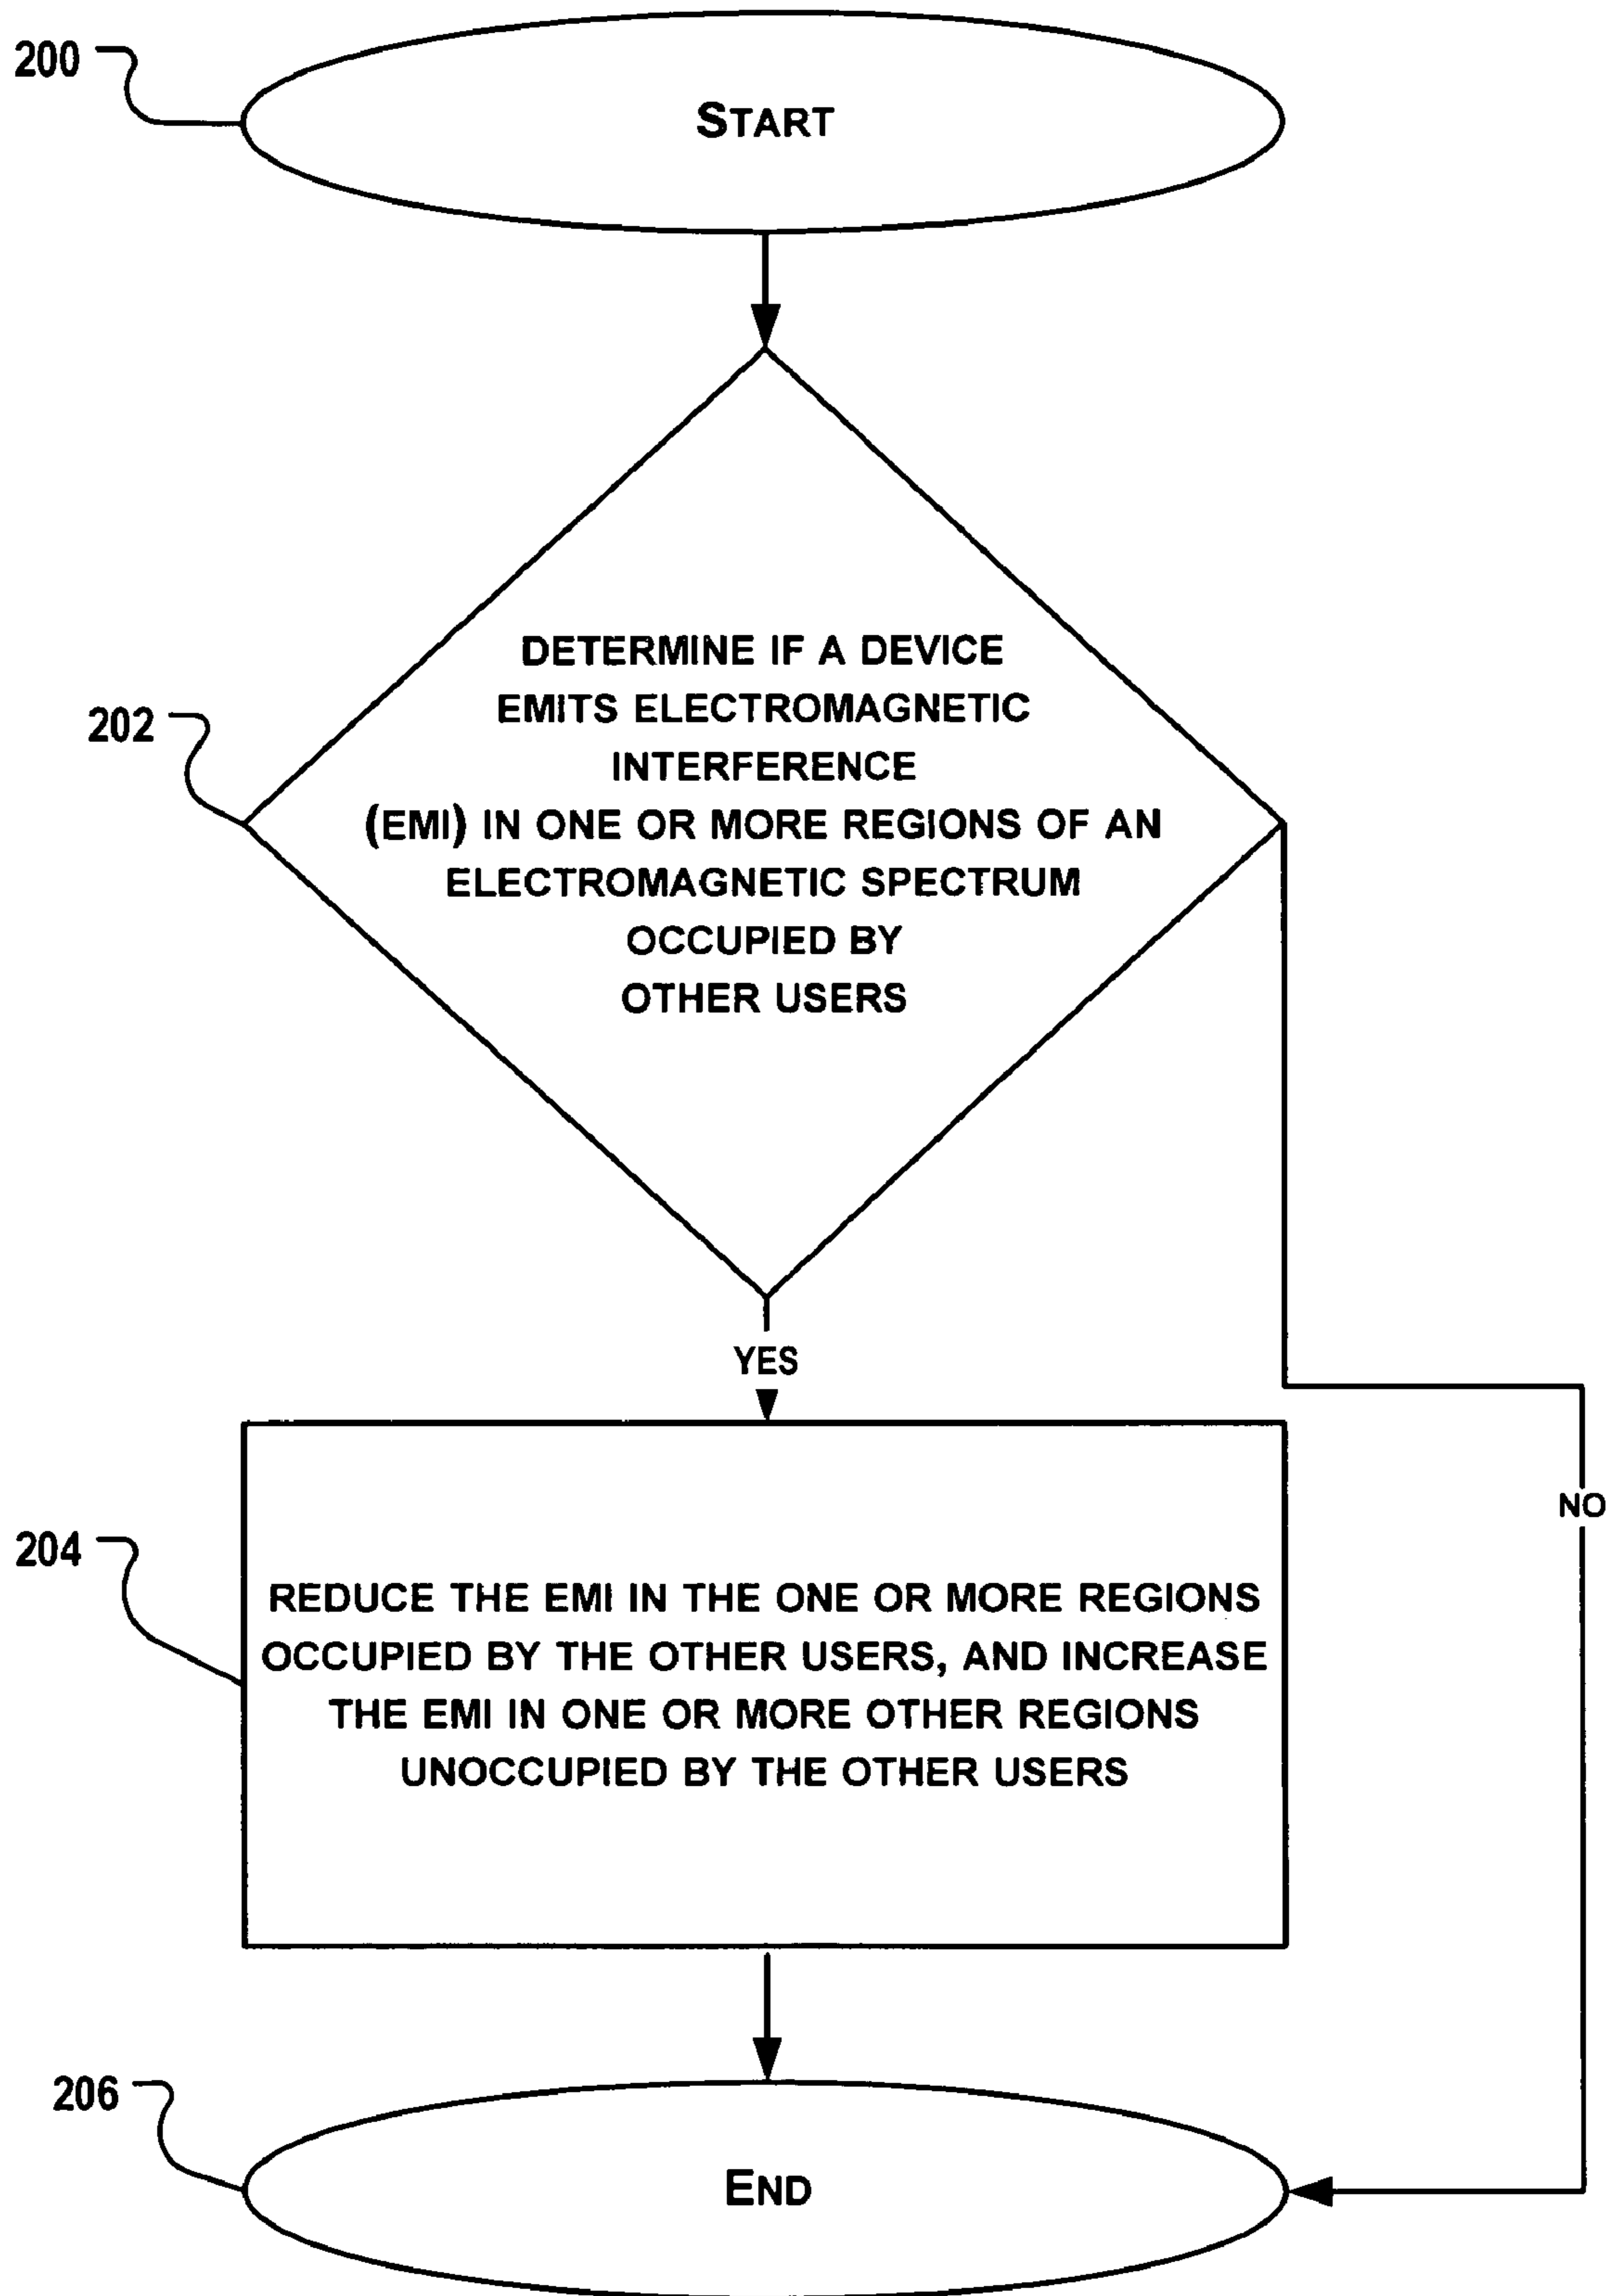 200
START
202
DETERMINE IF A DEVICE
EMITS ELECTROMAGNETIC
INTERFERENCE
(EMI) IN ONE OR MORE REGIONS OF AN
ELECTROMAGNETIC SPECTRUM
OCCUPIED BY
OTHER USERS
YES
NO
204
REDUCE THE EMI IN THE ONE OR MORE REGIONS
OCCUPIED BY THE OTHER USERS, AND INCREASE
THE EMI IN ONE OR MORE OTHER REGIONS
UNOCCUPIED BY THE OTHER USERS
206
END